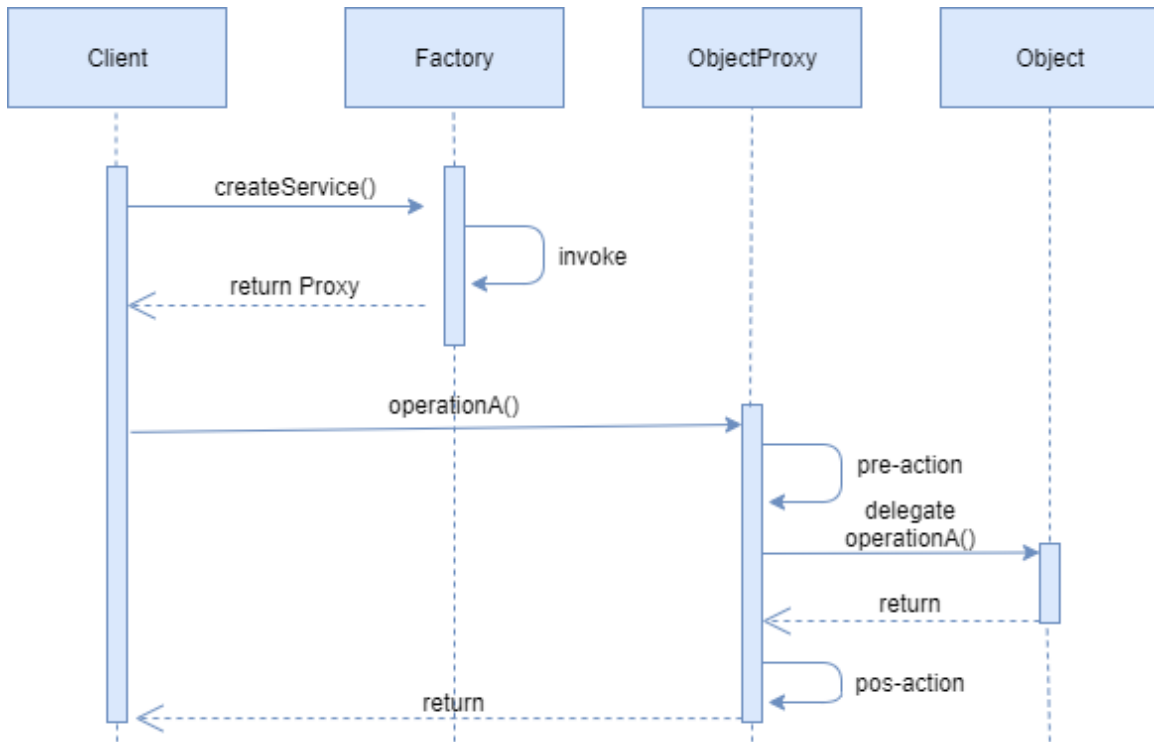 Client
Factory
ObjectProxy
Object
createService()
invoke
return Proxy
operationA()
pre-action
delegate
operationA()
return
pos-action
return